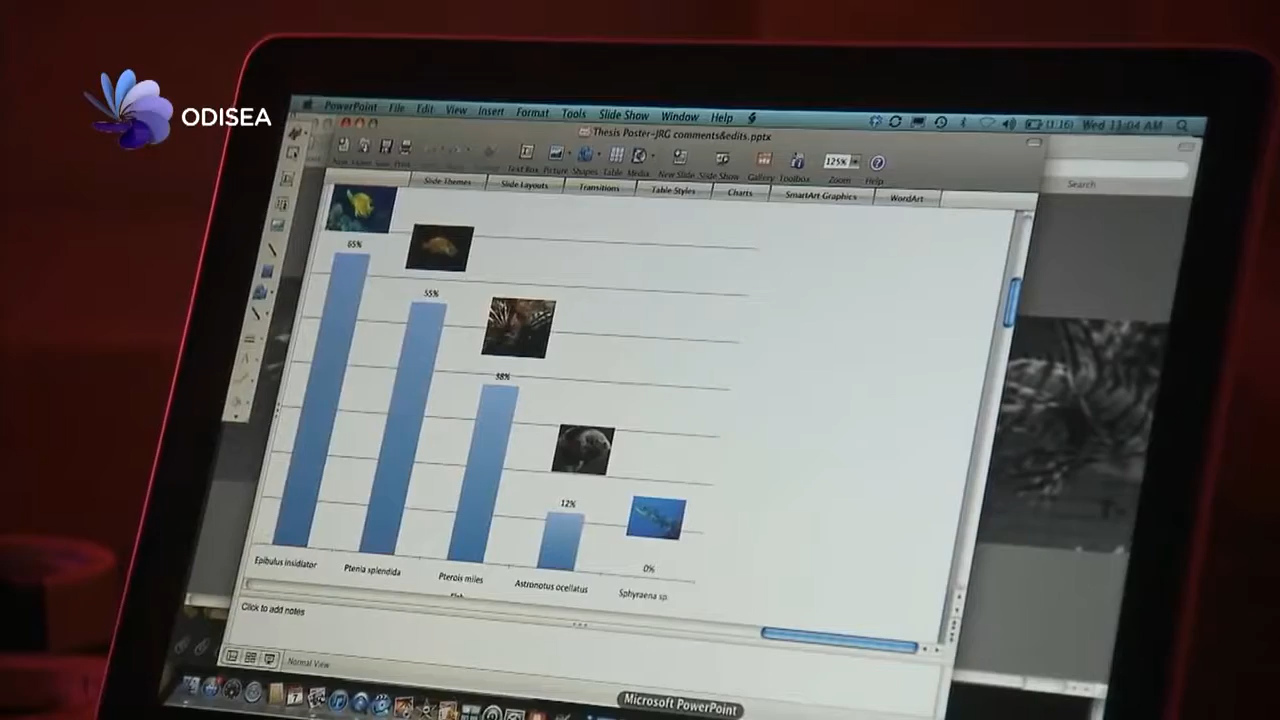 ODISEA
PowerPoint File Edit View Insert Format Tools Slide Show Window Help
(1:16) Wed 11:04 AM
Thesis Poster-JRG comments&edits.pptx
125%
Text Box Picture Shapes Table Media New Slide Slide Show Gallery Toolbox Zoom Help
Search
Slide Themes Slide Layouts Transitions Table Styles Charts SmartArt Graphics WordArt
65%
55%
38%
12%
0%
Epibulus insidiator Ptenia splendida Pterois miles Astronotus ocellatus Sphyraena sp.
Fish
Click to add notes
Normal View
Microsoft PowerPoint